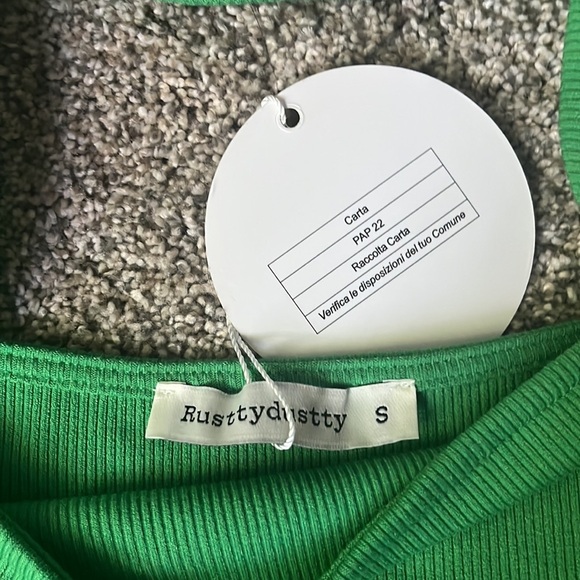 Carta
PAP 22
Raccolta Carta
Verifica le disposizioni del tuo Comune
Rusttydustty S